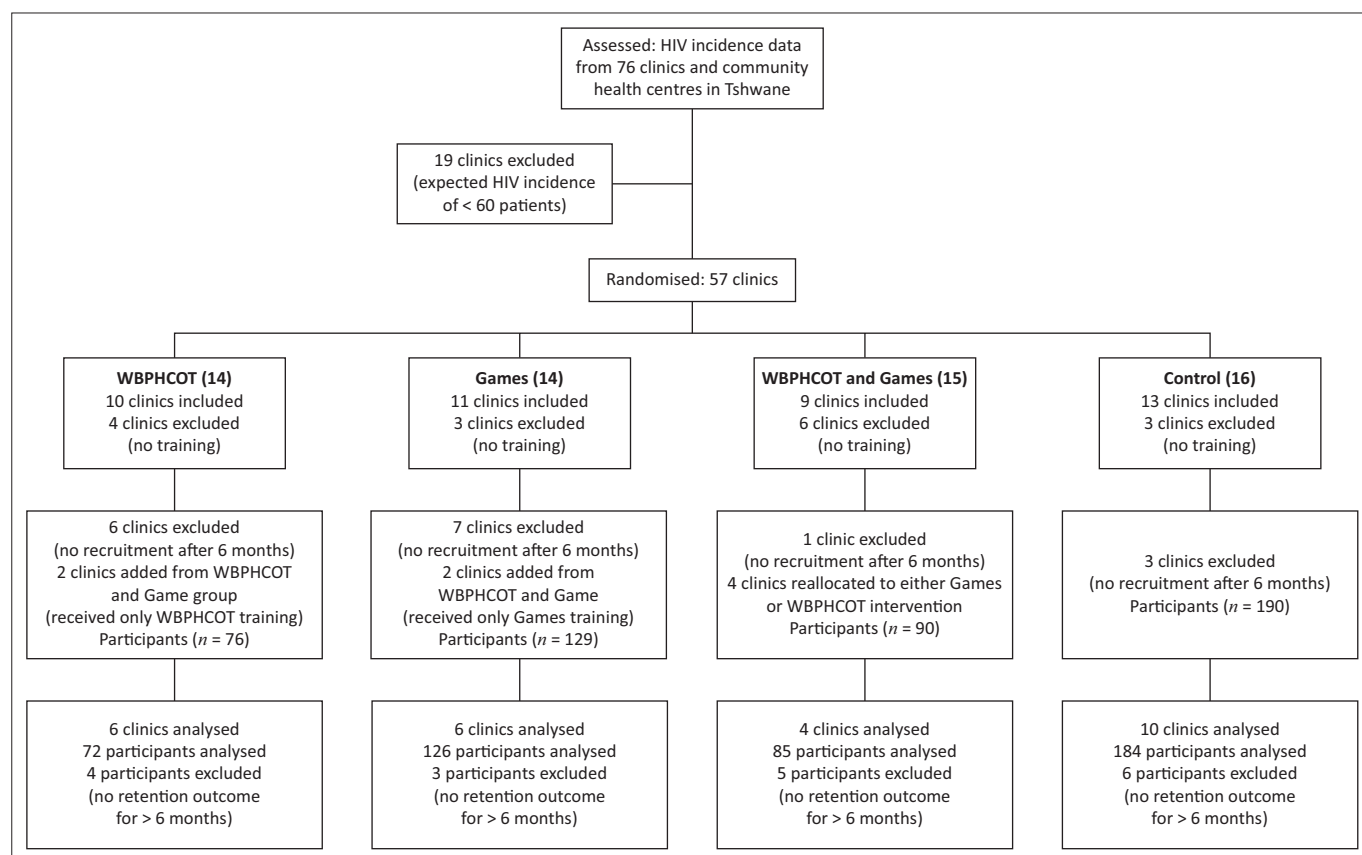 Assessed: HIV incidence data
from 76 clinics and community
health centres in Tshwane
19 clinics excluded
(expected HIV incidence
of < 60 patients)
Randomised: 57 clinics
WBPHCOT (14)
10 clinics included
4 clinics excluded
(no training)
Games (14)
11 clinics included
3 clinics excluded
(no training)
WBPHCOT and Games (15)
9 clinics included
6 clinics excluded
(no training)
Control (16)
13 clinics included
3 clinics excluded
(no training)
6 clinics excluded
(no recruitment after 6 months)
2 clinics added from WBPHCOT
and Game group
(received only WBPHCOT training)
Participants (n = 76)
7 clinics excluded
(no recruitment after 6 months)
2 clinics added from
WBPHCOT and Game
(received only Games training)
Participants (n = 129)
1 clinic excluded
(no recruitment after 6 months)
4 clinics reallocated to either Games
or WBPHCOT intervention
Participants (n = 90)
3 clinics excluded
(no recruitment after 6 months)
Participants (n = 190)
6 clinics analysed
72 participants analysed
4 participants excluded
(no retention outcome
for > 6 months)
6 clinics analysed
126 participants analysed
3 participants excluded
(no retention outcome
for > 6 months)
4 clinics analysed
85 participants analysed
5 participants excluded
(no retention outcome
for > 6 months)
10 clinics analysed
184 participants analysed
6 participants excluded
(no retention outcome
for > 6 months)